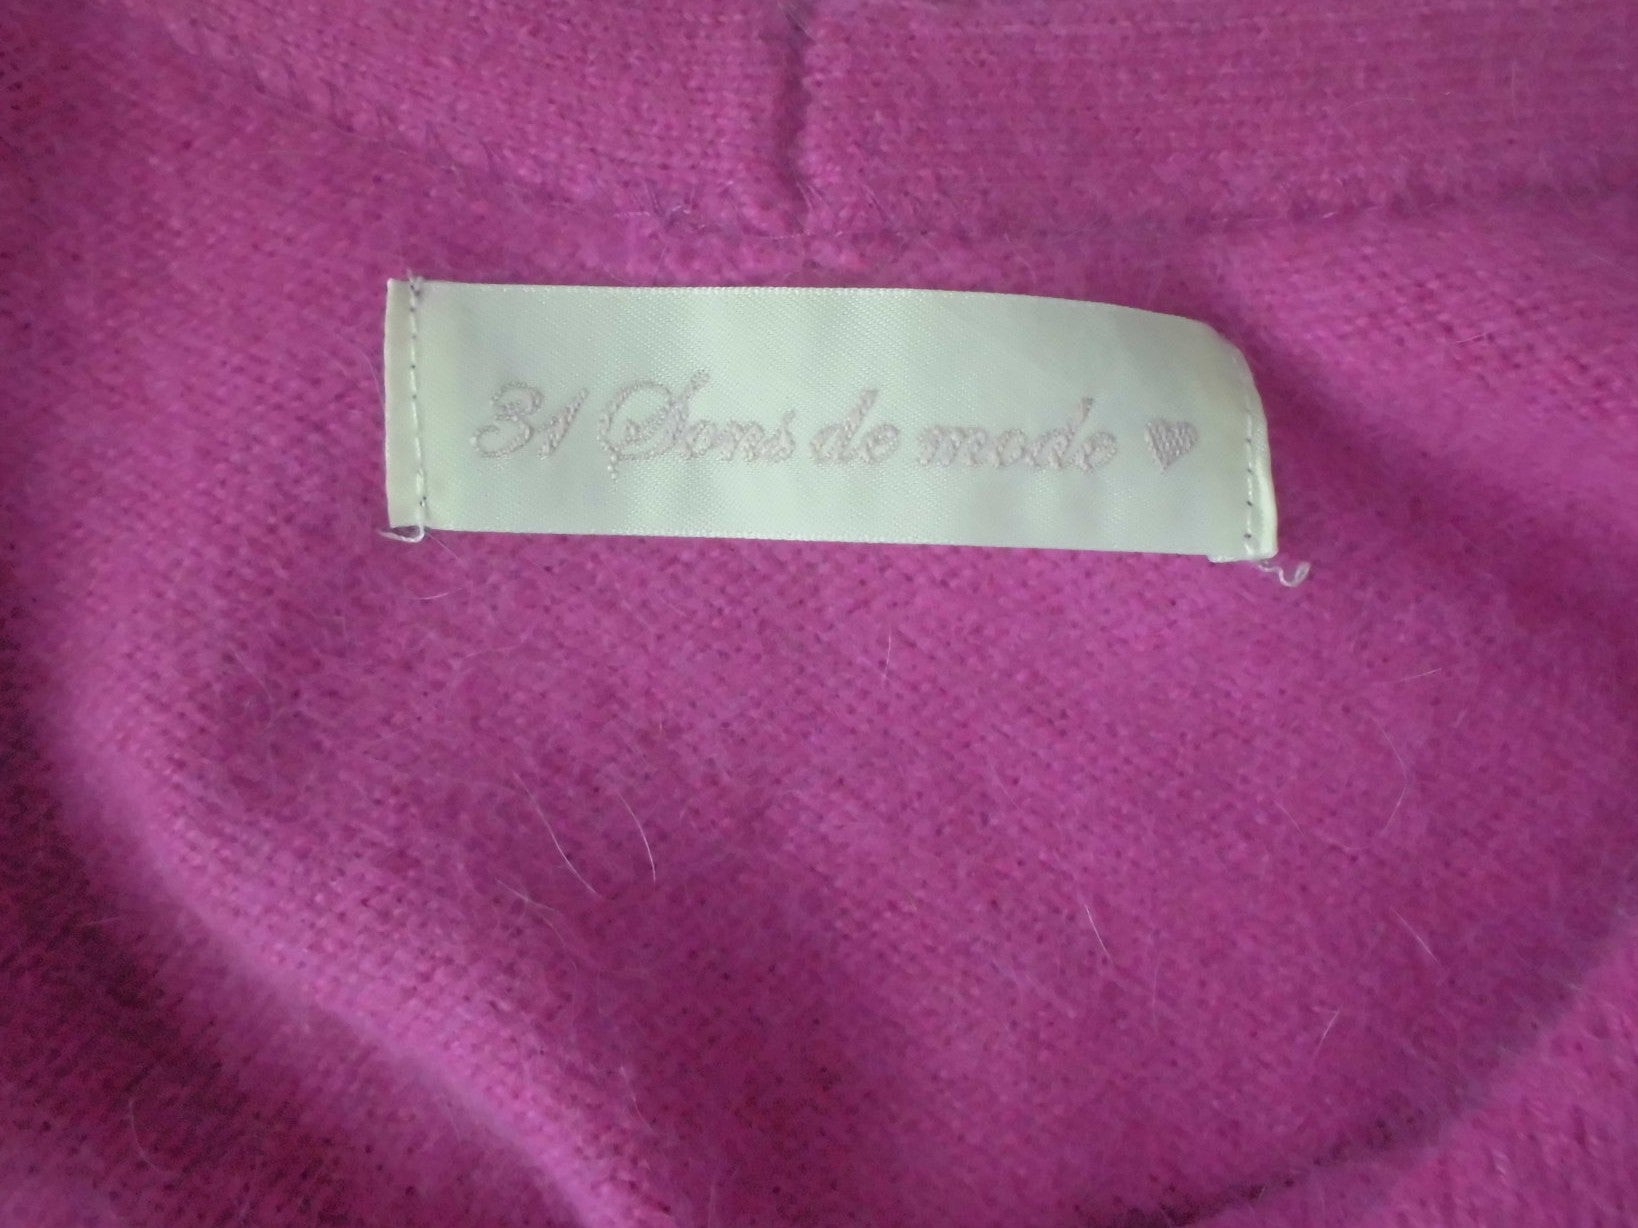 31 Sons de mode ♥